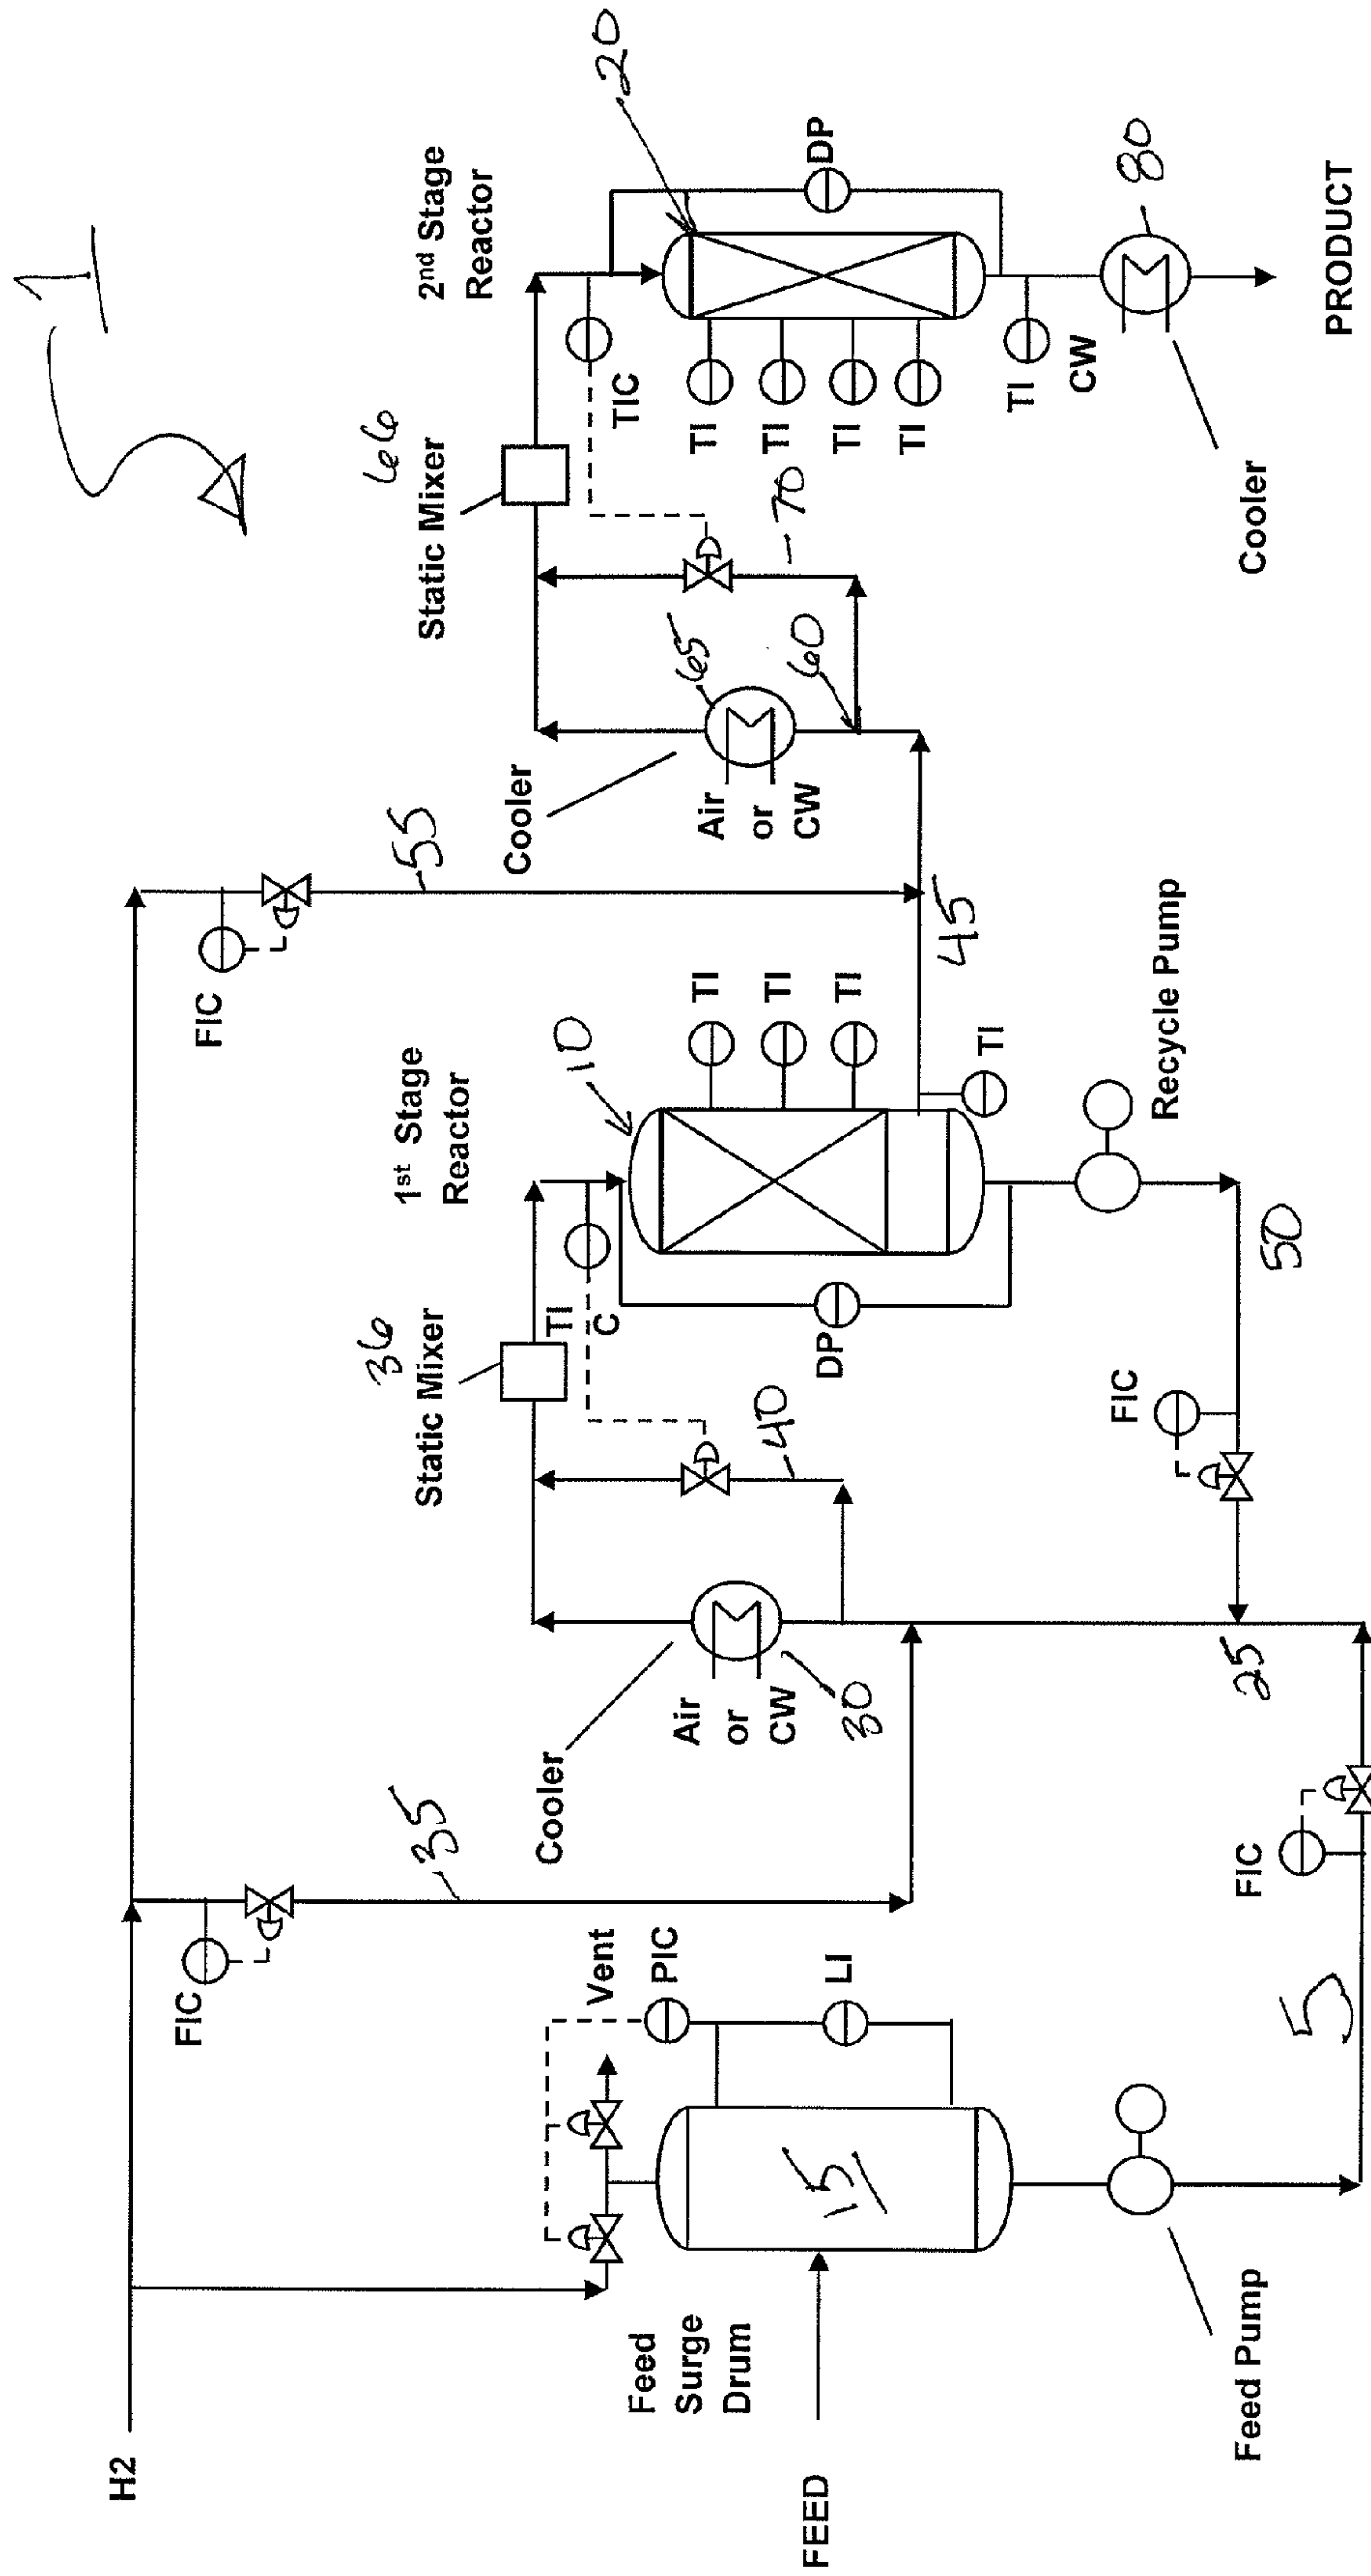 1
H2
FIC
35
FIC
55
Vent
PIC
LI
Feed
Surge
Drum
15
FEED
Feed Pump
5
FIC
25
Cooler
Air
or
CW
30
40
Static Mixer
36
TI
C
1st Stage
Reactor
10
DP
TI
TI
TI
TI
45
Recycle Pump
50
FIC
Cooler
Air
or
CW
65
60
70
Static Mixer
66
TIC
2nd Stage
Reactor
20
TI
TI
TI
TI
DP
TI
CW
Cooler
80
PRODUCT